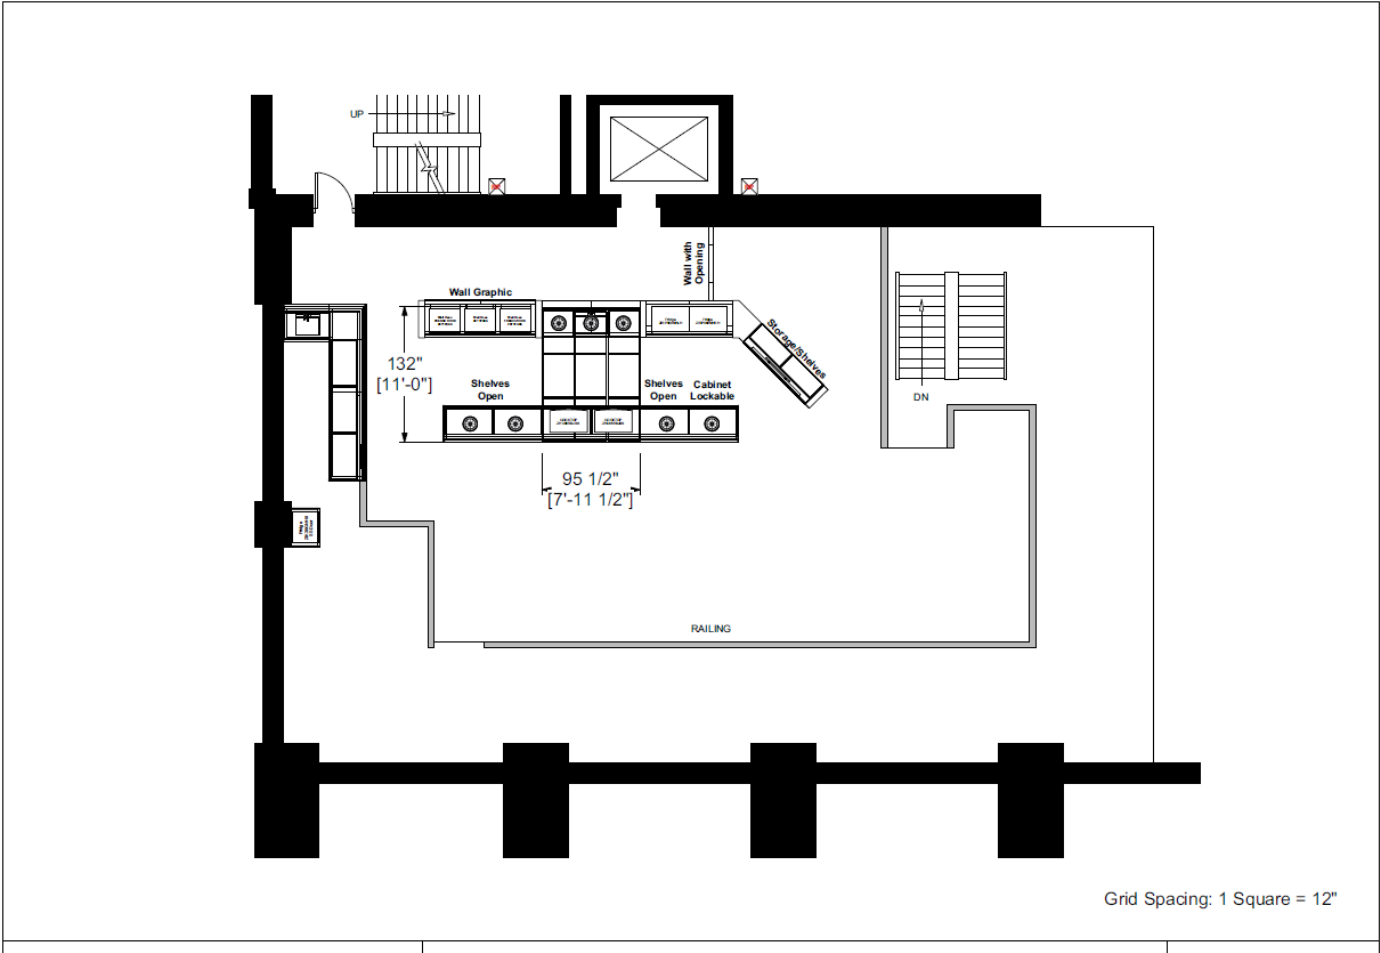 UP
Wall with
Opening
Wall Graphic
Storage/Shelves
132"
[11'-0"]
Shelves
Open
Shelves
Open
Cabinet
Lockable
DN
95 1/2"
[7'-11 1/2"]
RAILING
Grid Spacing: 1 Square = 12"